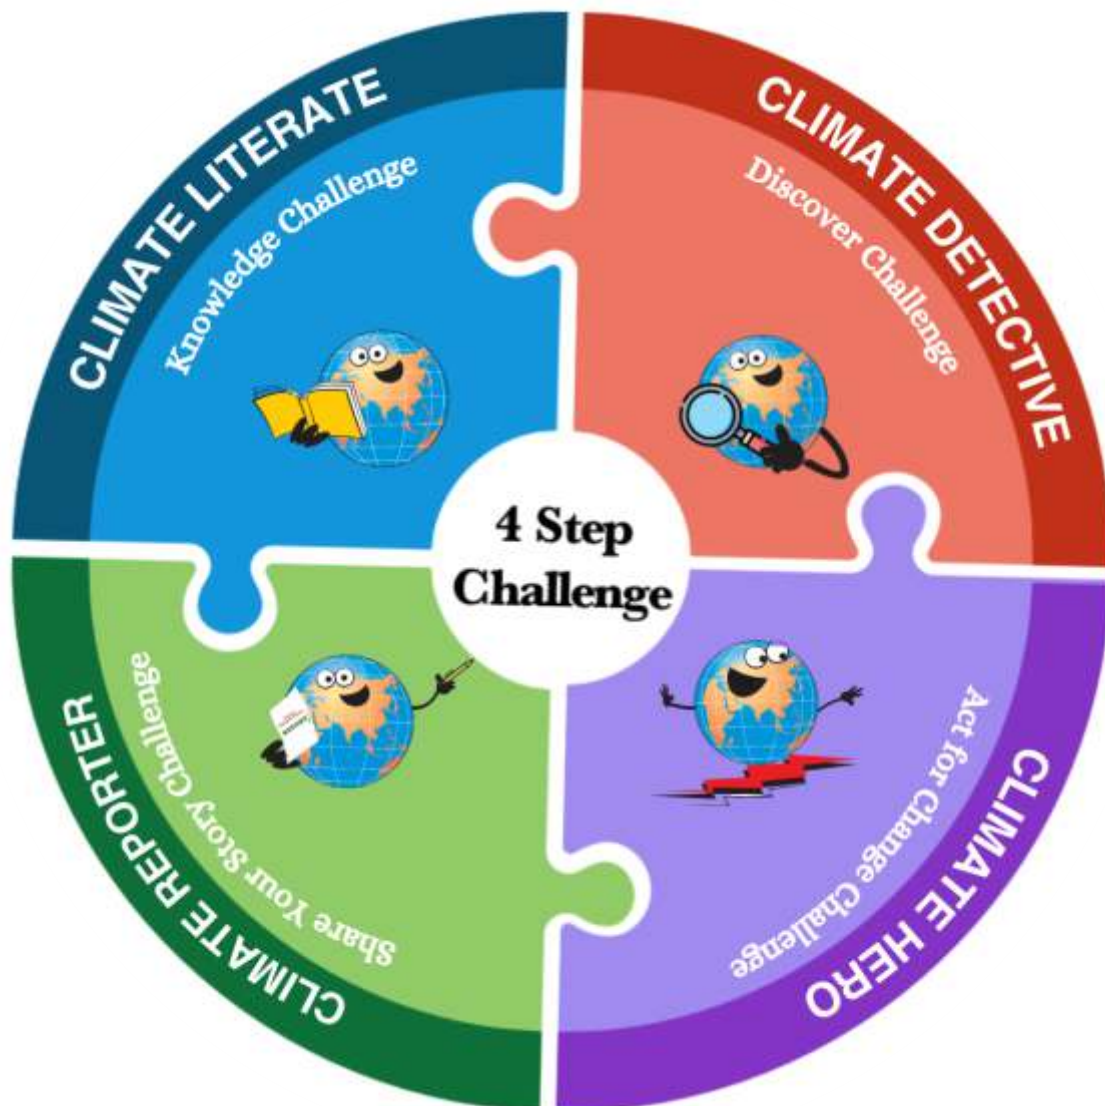 CLIMATE LITERATE
Knowledge Challenge
CLIMATE DETECTIVE
Discover Challenge
4 Step
Challenge
CLIMATE HERO
Act for Change Challenge
CLIMATE REPORTER
Share Your Story Challenge